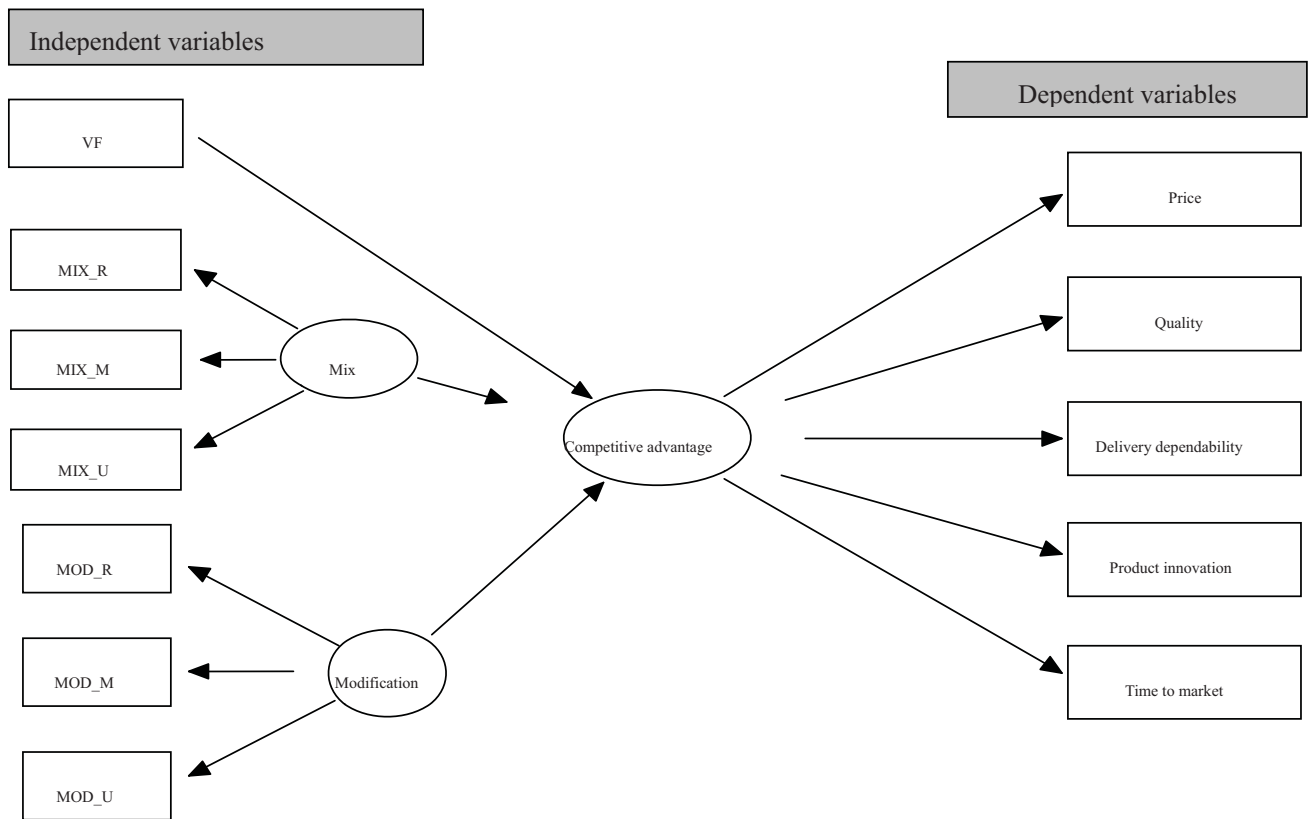 Independent variables
Dependent variables
VF
MIX_R
MIX_M
MIX_U
MOD_R
MOD_M
MOD_U
Mix
Modification
Competitive advantage
Price
Quality
Delivery dependability
Product innovation
Time to market